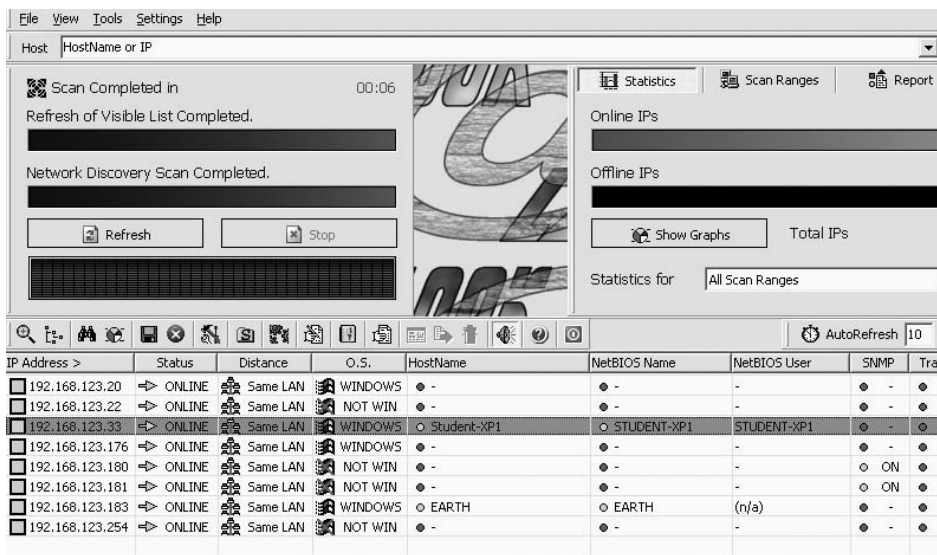 File View Tools Settings Help
Host HostName or IP
Scan Completed in 00:06
Refresh of Visible List Completed.
Network Discovery Scan Completed.
Refresh Stop
LOOK
LOOK
Statistics Scan Ranges Report
Online IPs
Offline IPs
Show Graphs Total IPs
Statistics for All Scan Ranges
AutoRefresh 10
IP Address > Status Distance O.S. HostName NetBIOS Name NetBIOS User SNMP Tra
192.168.123.20 ONLINE Same LAN WINDOWS - - - -
192.168.123.22 ONLINE Same LAN NOT WIN - - - -
192.168.123.33 ONLINE Same LAN WINDOWS Student-XP1 STUDENT-XP1 STUDENT-XP1 -
192.168.123.176 ONLINE Same LAN WINDOWS - - - -
192.168.123.180 ONLINE Same LAN NOT WIN - - - ON
192.168.123.181 ONLINE Same LAN NOT WIN - - - ON
192.168.123.183 ONLINE Same LAN WINDOWS EARTH EARTH (n/a) -
192.168.123.254 ONLINE Same LAN NOT WIN - - - -